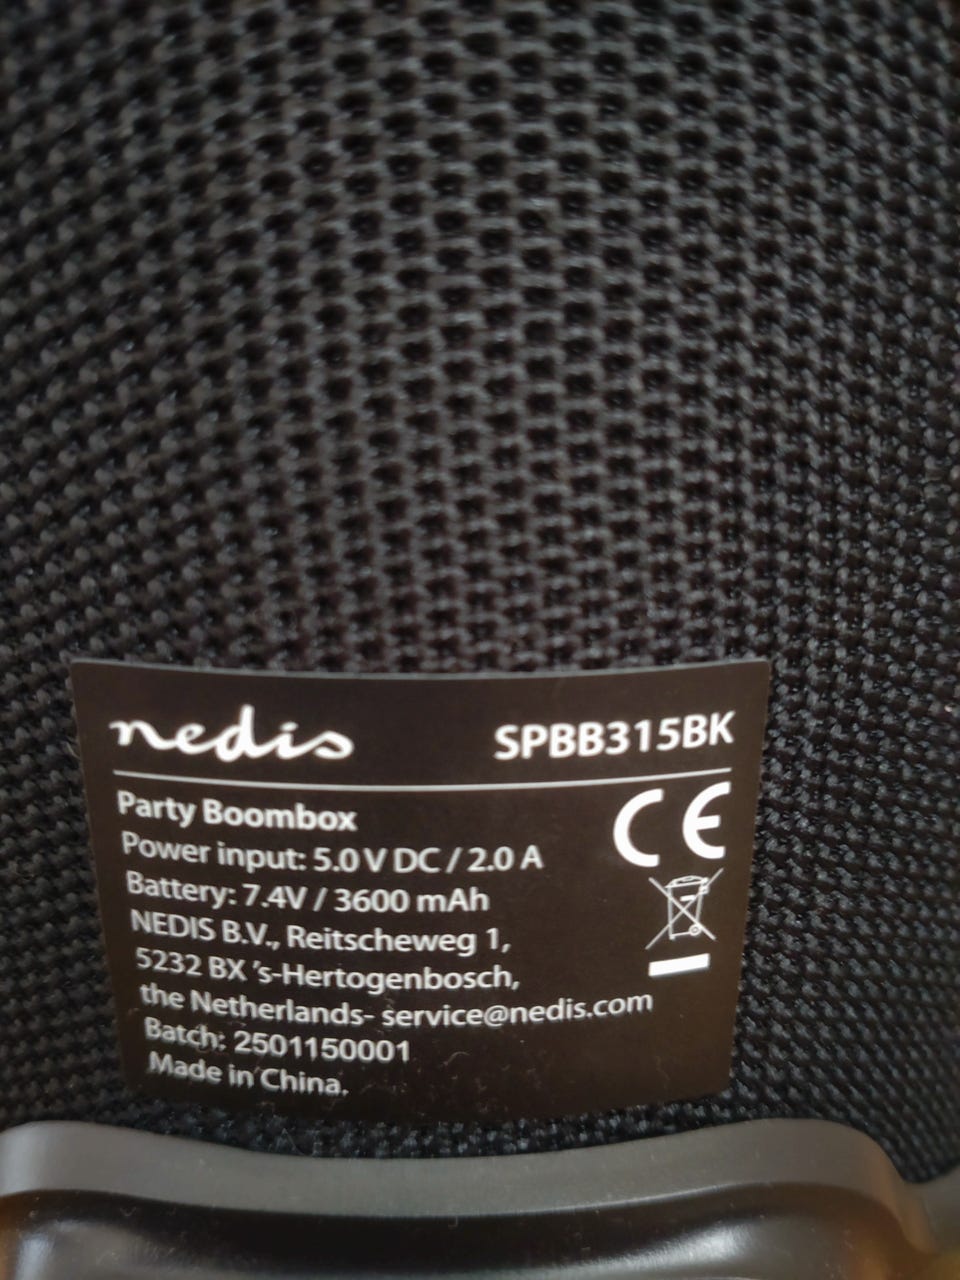 nedis
SPBB315BK
Party Boombox
CE
Power input: 5.0 V DC / 2.0 A
Battery: 7.4V / 3600 mAh
NEDIS B.V., Reitscheweg 1,
5232 BX 's-Hertogenbosch,
the Netherlands- service@nedis.com
Batch: 2501150001
Made in China.